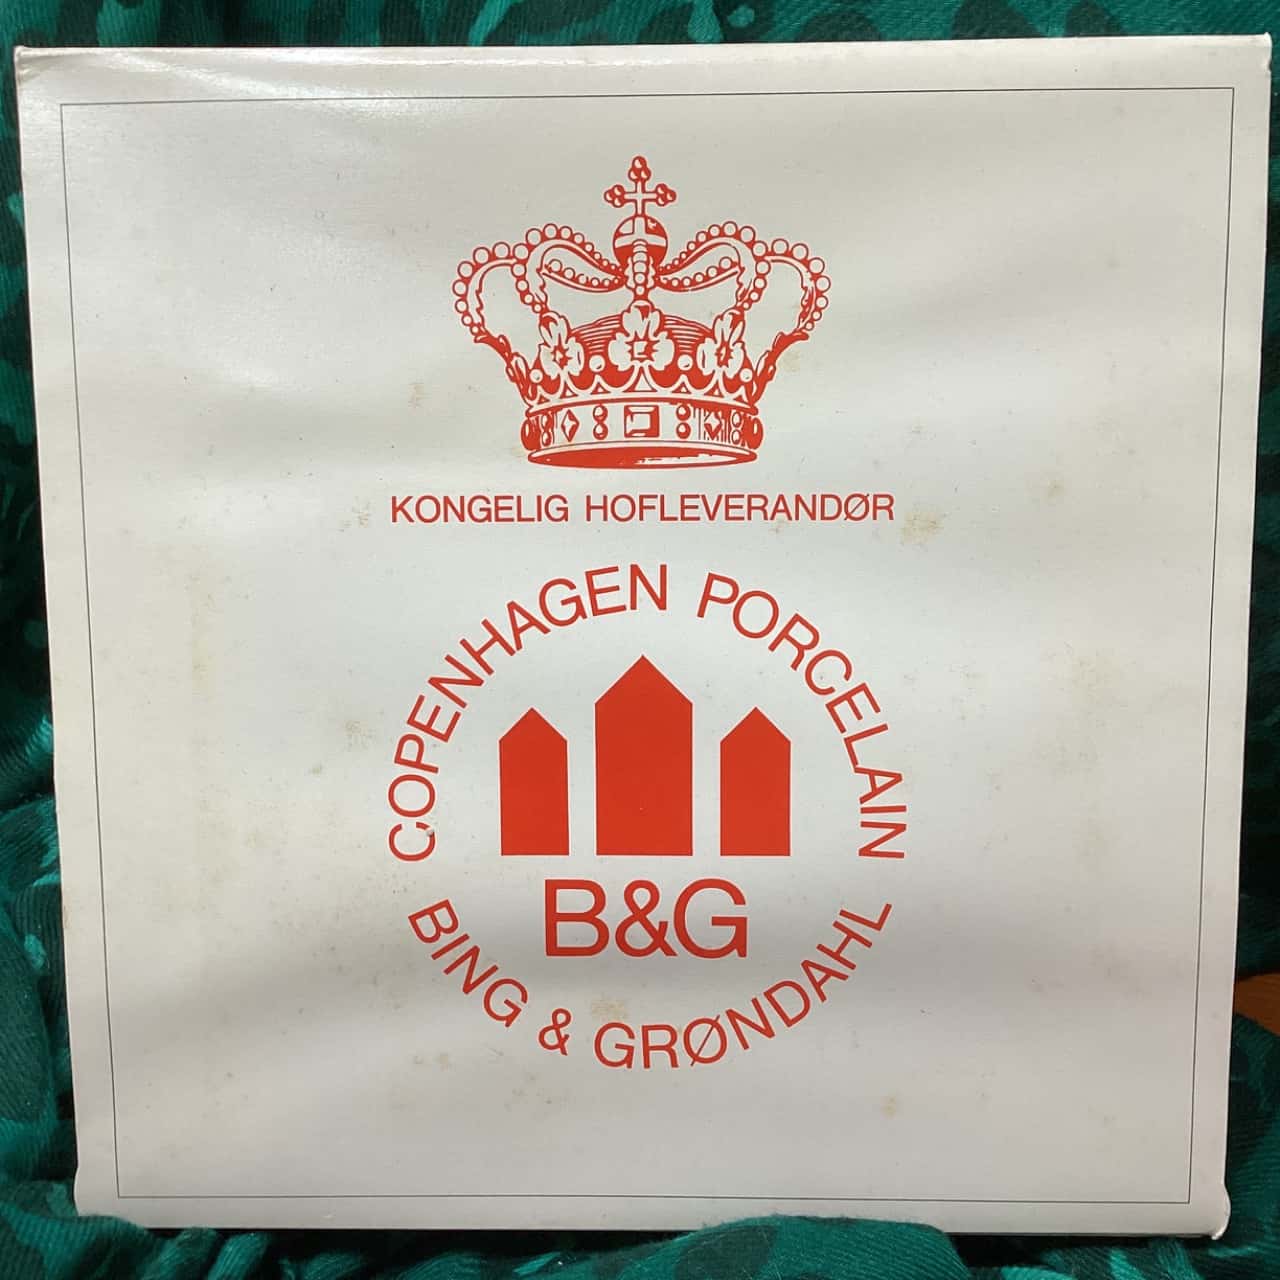 KONGELIG HOFLEVERANDØR
COPENHAGEN PORCELAIN
B&G
BING & GRØNDAHL